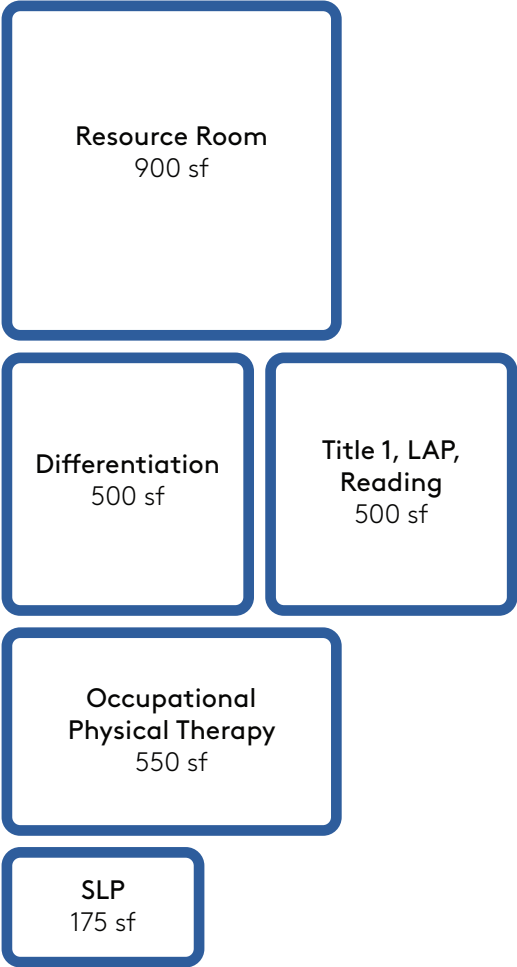 Resource Room
900 sf
Differentiation
500 sf
Title 1, LAP,
Reading
500 sf
Occupational
Physical Therapy
550 sf
SLP
175 sf